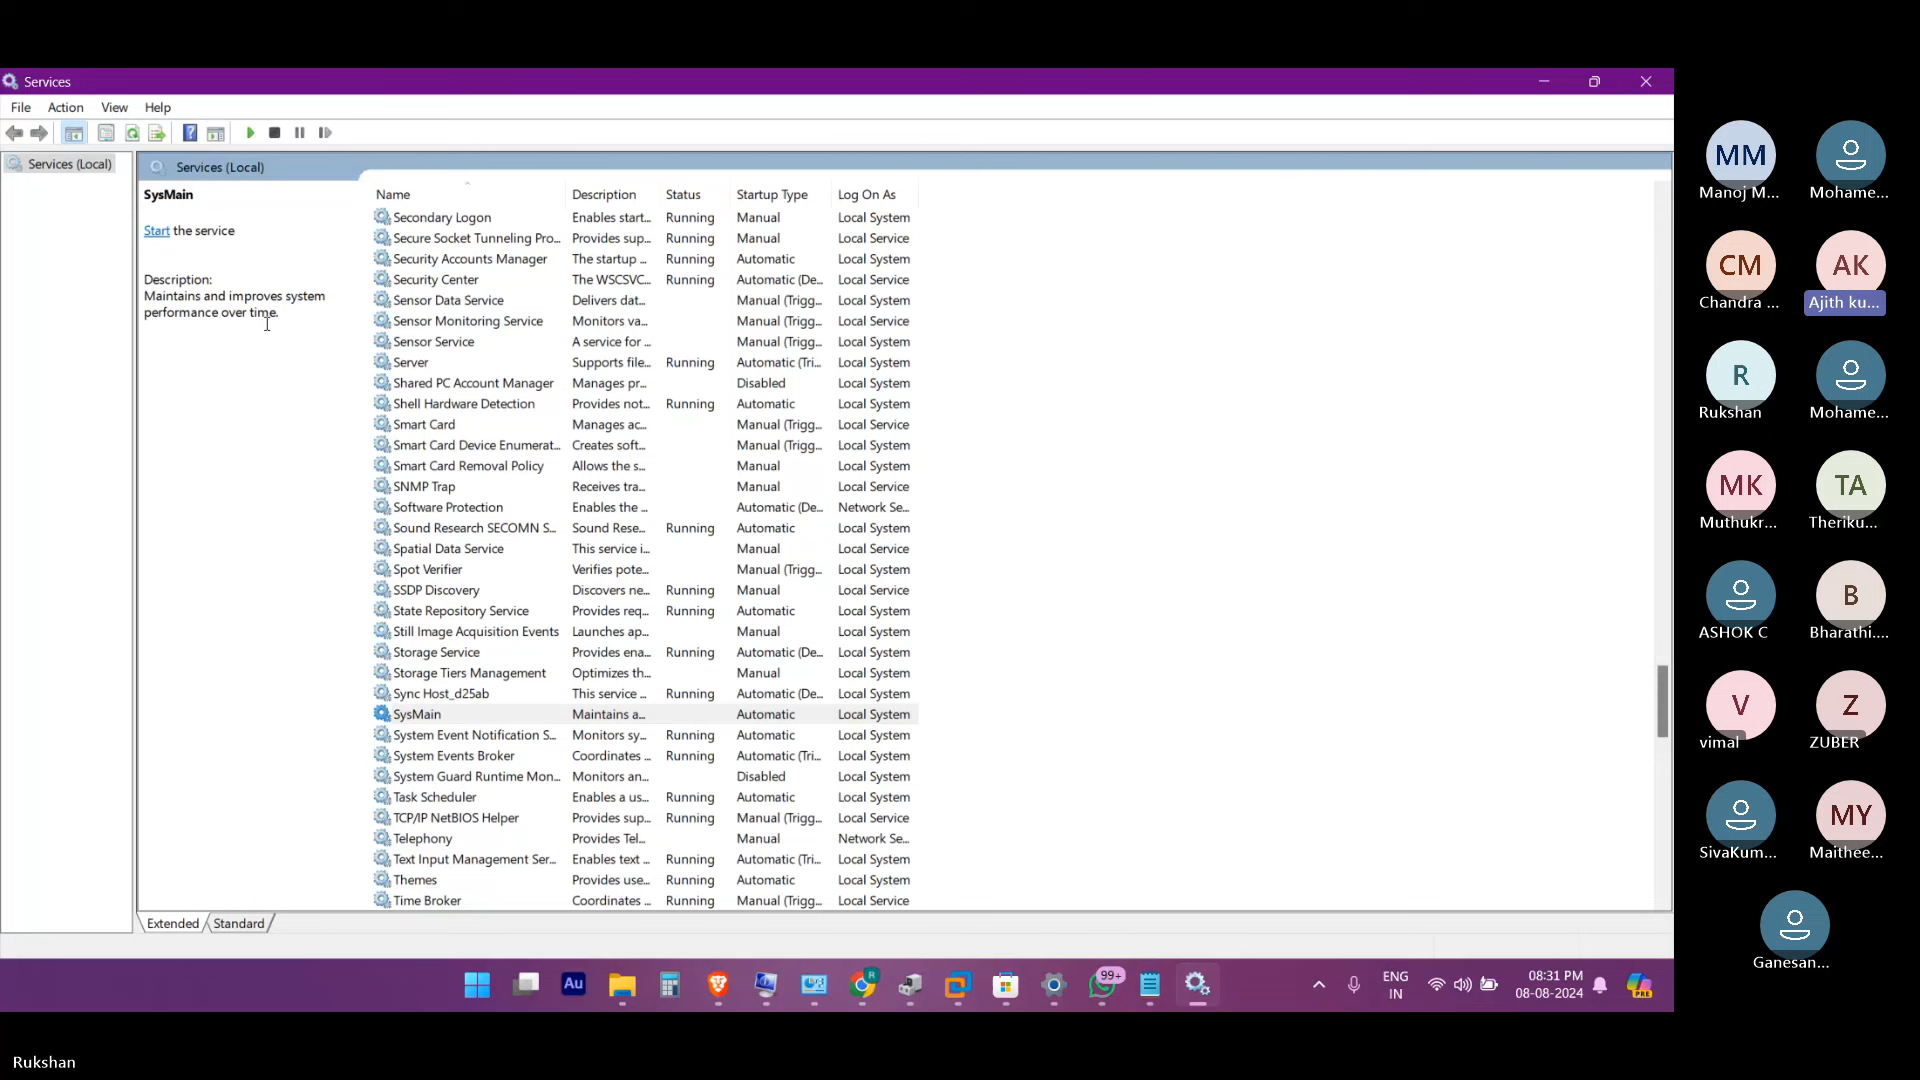 Services
File Action View Help
Services (Local)
Services (Local)
SysMain
Start the service
Description:
Maintains and improves system
performance over time.
Name Description Status Startup Type Log On As
Secondary Logon Enables start... Running Manual Local System
Secure Socket Tunneling Pro... Provides sup... Running Manual Local Service
Security Accounts Manager The startup ... Running Automatic Local System
Security Center The WSCSVC... Running Automatic (De... Local Service
Sensor Data Service Delivers dat... Manual (Trigg... Local System
Sensor Monitoring Service Monitors va... Manual (Trigg... Local Service
Sensor Service A service for ... Manual (Trigg... Local System
Server Supports file... Running Automatic (Tri... Local System
Shared PC Account Manager Manages pr... Disabled Local System
Shell Hardware Detection Provides not... Running Automatic Local System
Smart Card Manages ac... Manual (Trigg... Local Service
Smart Card Device Enumerat... Creates soft... Manual (Trigg... Local System
Smart Card Removal Policy Allows the s... Manual Local System
SNMP Trap Receives tra... Manual Local Service
Software Protection Enables the ... Automatic (De... Network Se...
Sound Research SECOMN S... Sound Rese... Running Automatic Local System
Spatial Data Service This service i... Manual Local Service
Spot Verifier Verifies pote... Manual (Trigg... Local System
SSDP Discovery Discovers ne... Running Manual Local Service
State Repository Service Provides req... Running Automatic Local System
Still Image Acquisition Events Launches ap... Manual Local System
Storage Service Provides ena... Running Automatic (De... Local System
Storage Tiers Management Optimizes th... Manual Local System
Sync Host_d25ab This service ... Running Automatic (De... Local System
SysMain Maintains a... Automatic Local System
System Event Notification S... Monitors sy... Running Automatic Local System
System Events Broker Coordinates ... Running Automatic (Tri... Local System
System Guard Runtime Mon... Monitors an... Disabled Local System
Task Scheduler Enables a us... Running Automatic Local System
TCP/IP NetBIOS Helper Provides sup... Running Manual (Trigg... Local Service
Telephony Provides Tel... Manual Network Se...
Text Input Management Ser... Enables text ... Running Automatic (Tri... Local System
Themes Provides use... Running Automatic Local System
Time Broker Coordinates ... Running Manual (Trigg... Local Service
Extended Standard
Au R 99+ ENG
IN
08:31 PM
08-08-2024
PRE
MM
Manoj M... Mohame...
CM AK
Chandra ... Ajith ku...
R
Rukshan Mohame...
MK TA
Muthukr... Theriku...
B
ASHOK C Bharathi....
V Z
vimal ZUBER
MY
SivaKum... Maithee...
Ganesan...
Rukshan